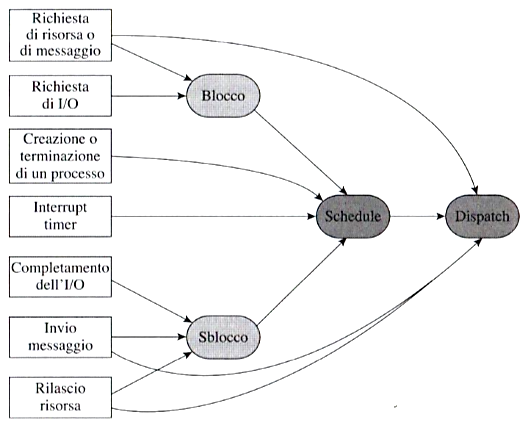 Richiesta
di risorsa o
di messaggio
Richiesta
di I/O
Blocco
Creazione o
terminazione
di un processo
Interrupt
timer
Schedule
Dispatch
Completamento
dell'I/O
Invio
messaggio
Sblocco
Rilascio
risorsa